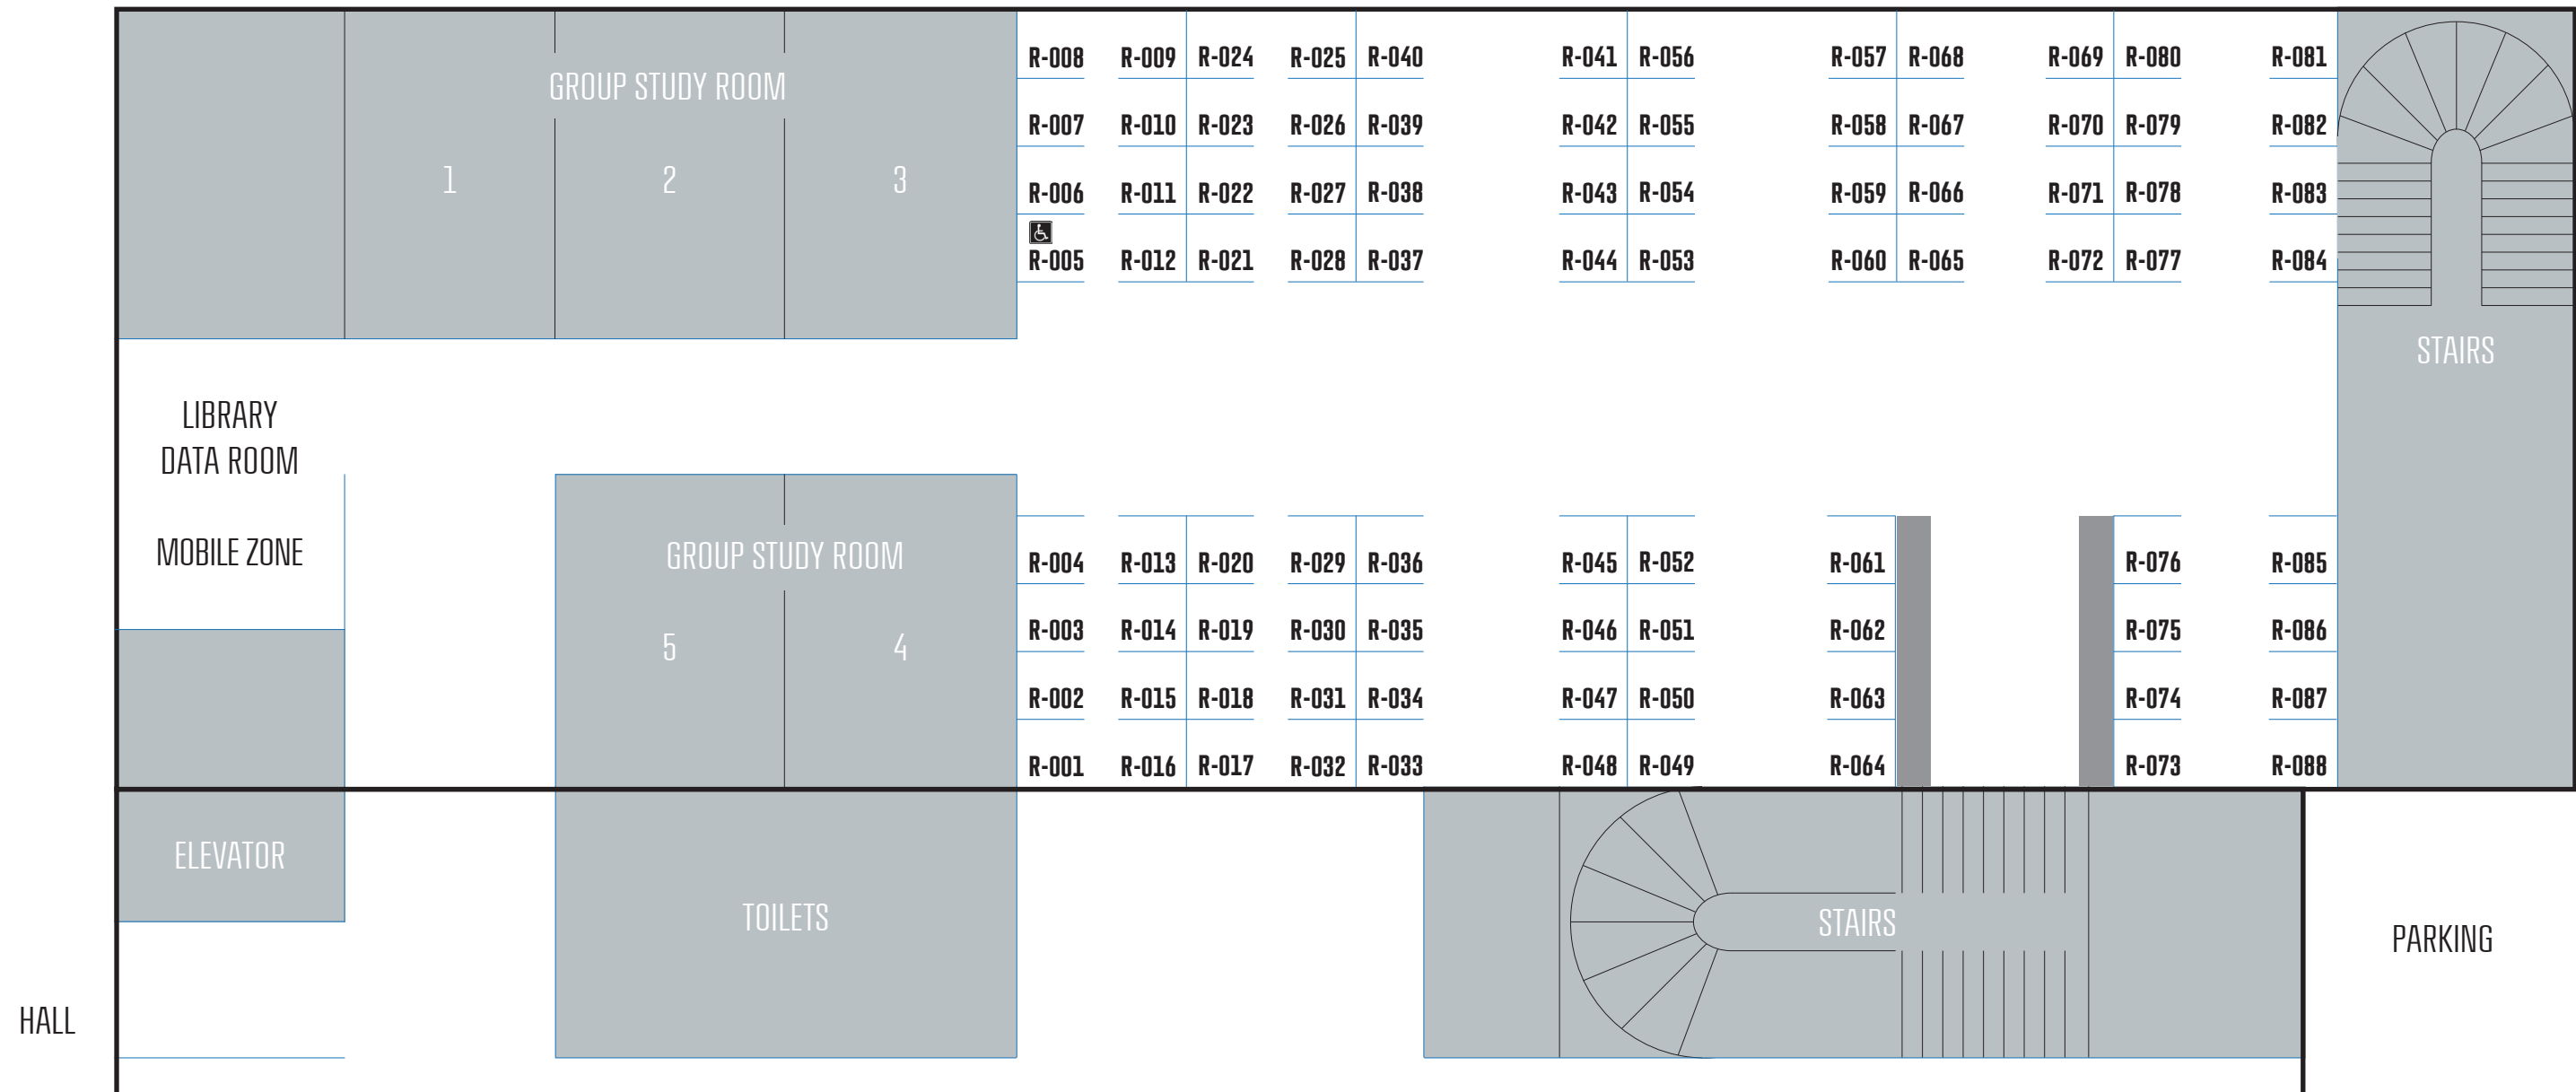 R-008 R-009 R-024 R-025 R-040 R-041 R-056 R-057 R-068 R-069 R-080 R-081
GROUP STUDY ROOM
R-007 R-010 R-023 R-026 R-039 R-042 R-055 R-058 R-067 R-070 R-079 R-082
1 2 3
R-006 R-011 R-022 R-027 R-038 R-043 R-054 R-059 R-066 R-071 R-078 R-083
R-005 R-012 R-021 R-028 R-037 R-044 R-053 R-060 R-065 R-072 R-077 R-084
STAIRS
LIBRARY
DATA ROOM
MOBILE ZONE
GROUP STUDY ROOM
R-004 R-013 R-020 R-029 R-036 R-045 R-052 R-061 R-076 R-085
5 4
R-003 R-014 R-019 R-030 R-035 R-046 R-051 R-062 R-075 R-086
R-002 R-015 R-018 R-031 R-034 R-047 R-050 R-063 R-074 R-087
R-001 R-016 R-017 R-032 R-033 R-048 R-049 R-064 R-073 R-088
ELEVATOR
TOILETS
STAIRS
PARKING
HALL